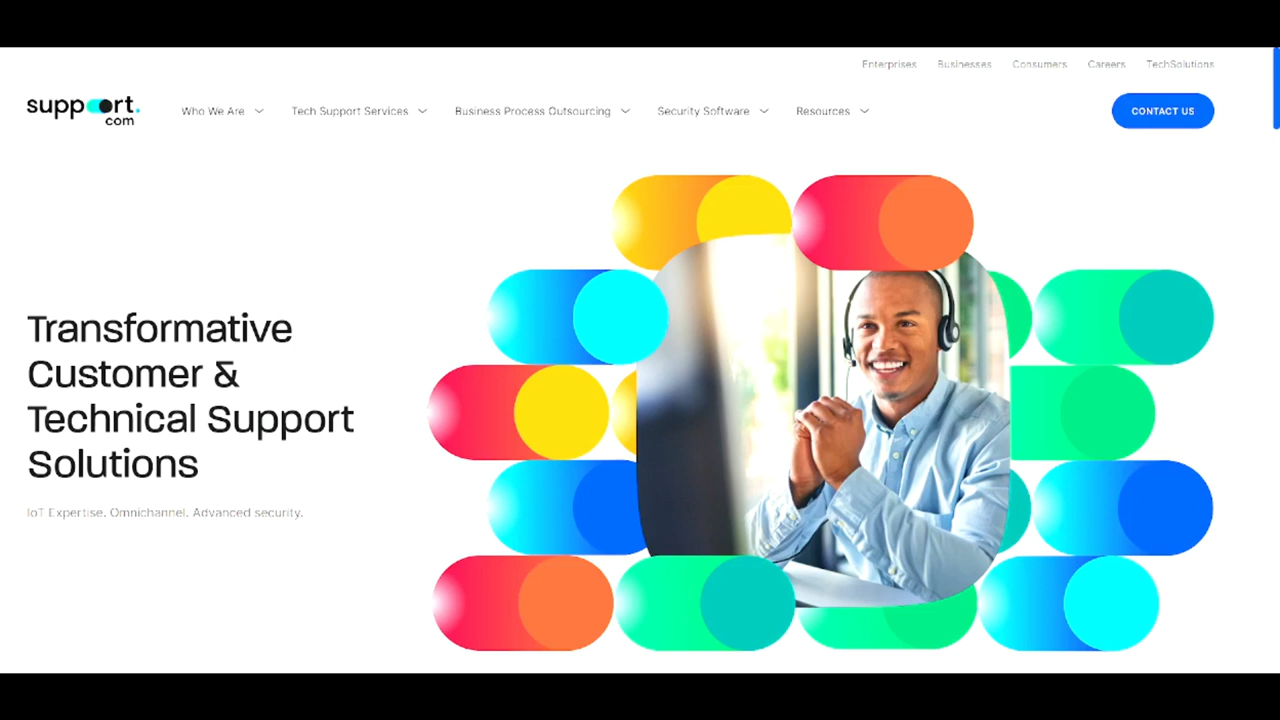 Enterprises Businesses Consumers Careers TechSolutions
support.
com
Who We Are Tech Support Services Business Process Outsourcing Security Software Resources CONTACT US
Transformative
Customer &
Technical Support
Solutions
IoT Expertise. Omnichannel. Advanced security.